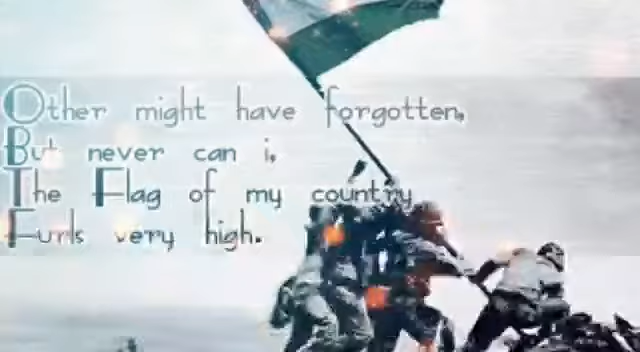 Other might have forgotten,
But never can i,
The Flag of my country
Furls very high.